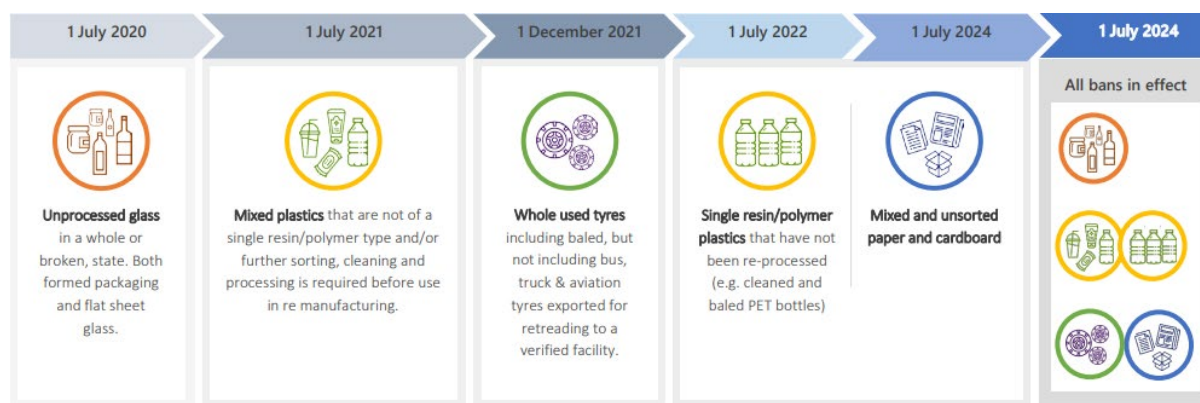 1 July 2020
1 July 2021
1 December 2021
1 July 2022
1 July 2024
1 July 2024
Unprocessed glass
in a whole or
broken, state. Both
formed packaging
and flat sheet
glass.
Mixed plastics that are not of a
single resin/polymer type and/or
further sorting, cleaning and
processing is required before use
in re manufacturing.
Whole used tyres
including baled, but
not including bus,
truck & aviation
tyres exported for
retreading to a
verified facility.
Single resin/polymer
plastics that have not
been re-processed
(e.g. cleaned and
baled PET bottles)
Mixed and unsorted
paper and cardboard
All bans in effect